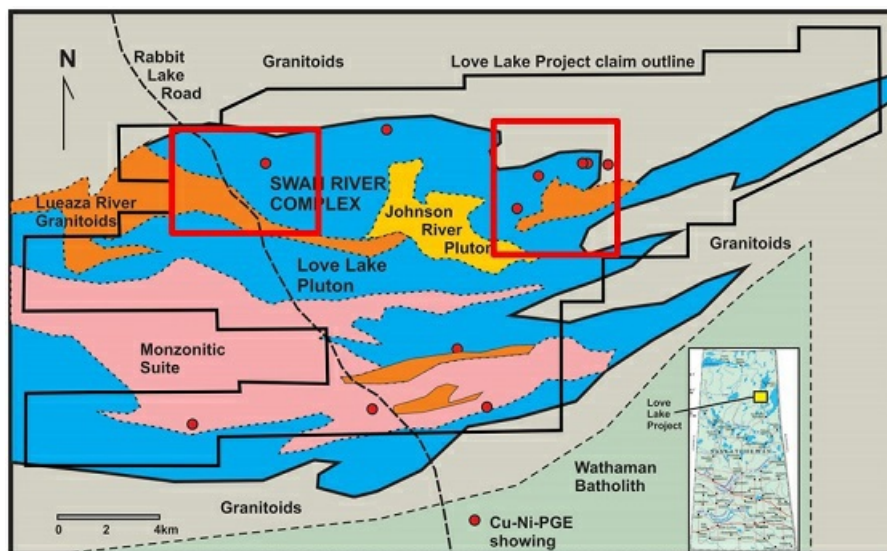 N
Rabbit
Lake
Road
Granitoids
Love Lake Project claim outline
Lueaza River
Granitoids
SWAN RIVER
COMPLEX
Johnson
River
Pluton
Love Lake
Pluton
Granitoids
Monzonitic
Suite
Love
Lake
Project
SASKATCHEWAN
Wathaman
Batholith
Granitoids
0 2 4km
Cu-Ni-PGE
showing